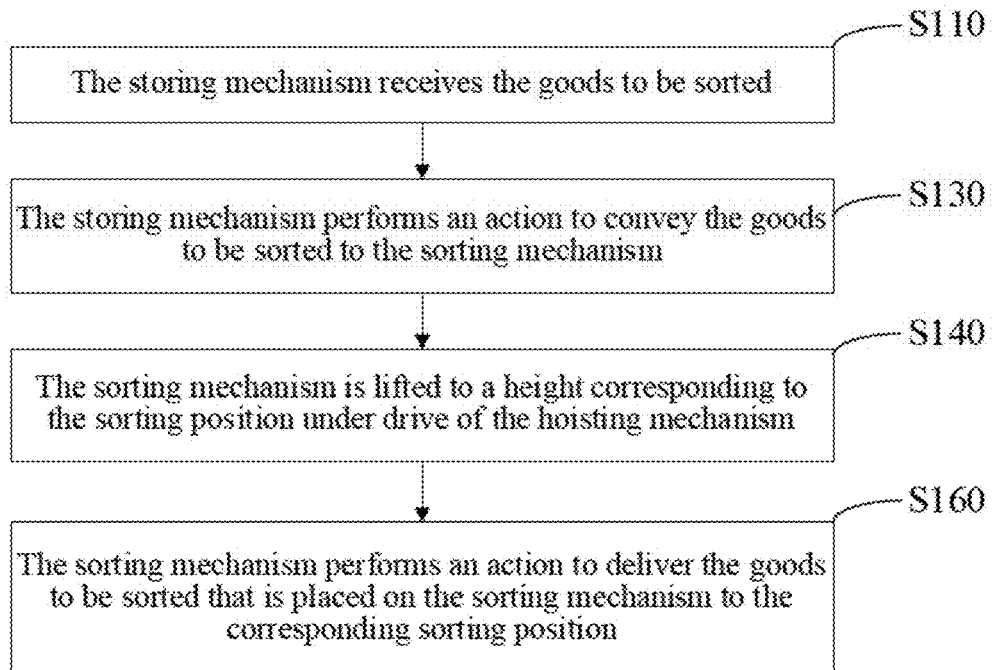 S110
The storing mechanism receives the goods to be sorted
S130
The storing mechanism performs an action to convey the goods
to be sorted to the sorting mechanism
S140
The sorting mechanism is lifted to a height corresponding to
the sorting position under drive of the hoisting mechanism
S160
The sorting mechanism performs an action to deliver the goods
to be sorted that is placed on the sorting mechanism to the
corresponding sorting position